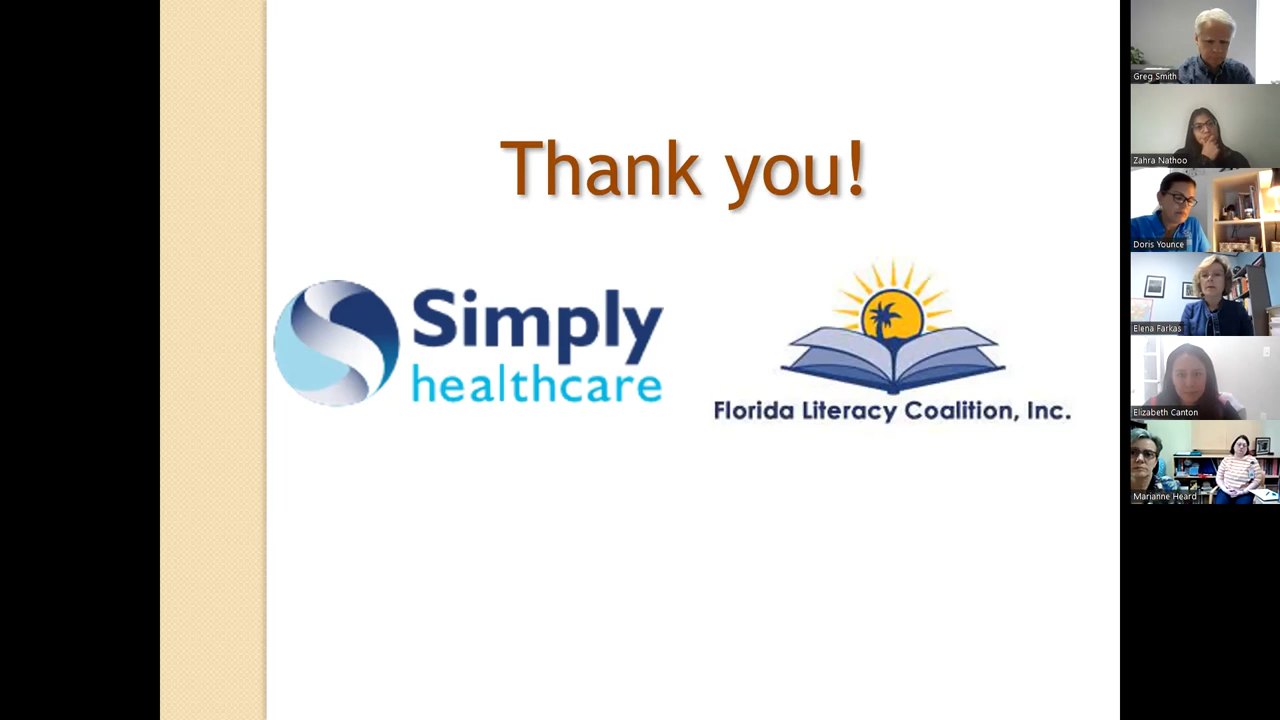 Thank you!
Simply
healthcare
Florida Literacy Coalition, Inc.
Greg Smith
Zahra Nathoo
Doris Younce
Elena Farkas
Elizabeth Canton
Marianne Heard